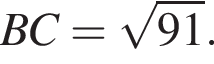 BC = √91.